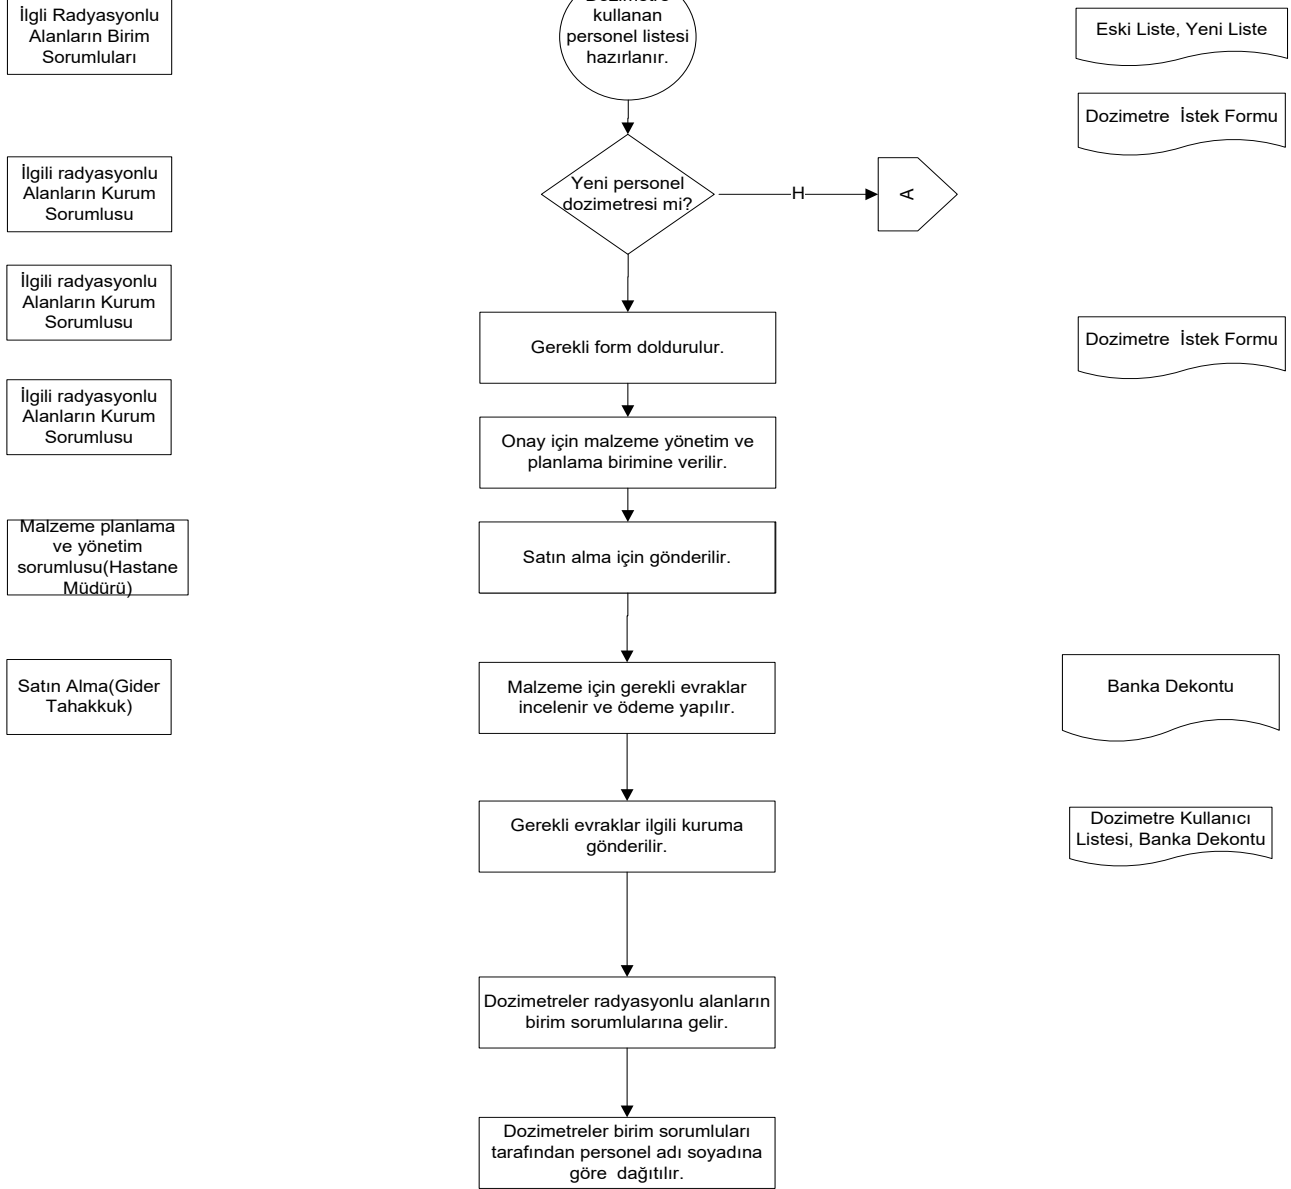 İlgli Radyasyonlu
Alanların Birim
Sorumluları
Dozimetre
kullanan
personel listesi
hazırlanır.
Eski Liste, Yeni Liste
Dozimetre  İstek Formu
İlgili radyasyonlu
Alanların Kurum
Sorumlusu
Yeni personel
dozimetresi mi?
H
A
İlgili radyasyonlu
Alanların Kurum
Sorumlusu
Gerekli form doldurulur.
Dozimetre  İstek Formu
İlgili radyasyonlu
Alanların Kurum
Sorumlusu
Onay için malzeme yönetim ve
planlama birimine verilir.
Malzeme planlama
ve yönetim
sorumlusu(Hastane
Müdürü)
Satın alma için gönderilir.
Satın Alma(Gider
Tahakkuk)
Malzeme için gerekli evraklar
incelenir ve ödeme yapılır.
Banka Dekontu
Gerekli evraklar ilgili kuruma
gönderilir.
Dozimetre Kullanıcı
Listesi, Banka Dekontu
Dozimetreler radyasyonlu alanların
birim sorumlularına gelir.
Dozimetreler birim sorumluları
tarafından personel adı soyadına
göre  dağıtılır.